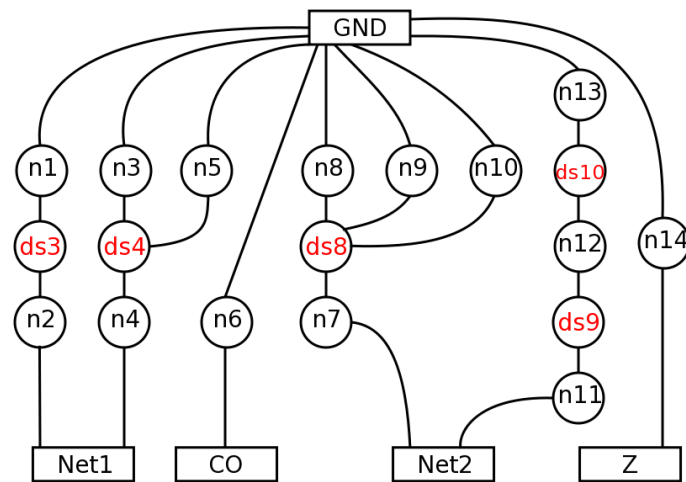 GND
n13
n1 n3 n5 n8 n9 n10 ds10
ds3 ds4 ds8 n12 n14
n2 n4 n6 n7 ds9
n11
Net1 CO Net2 Z